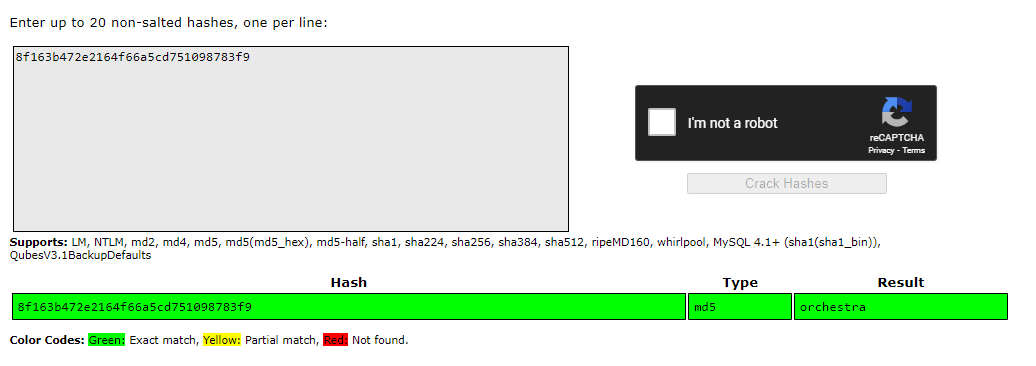 Enter up to 20 non-salted hashes, one per line:
8f163b472e2164f66a5cd751098783f9
I'm not a robot
reCAPTCHA
Privacy - Terms
Crack Hashes
Supports: LM, NTLM, md2, md4, md5, md5(md5_hex), md5-half, sha1, sha224, sha256, sha384, sha512, ripeMD160, whirlpool, MySQL 4.1+ (sha1(sha1_bin)),
QubesV3.1BackupDefaults
Hash Type Result
8f163b472e2164f66a5cd751098783f9 md5 orchestra
Color Codes: Green: Exact match, Yellow: Partial match, Red: Not found.